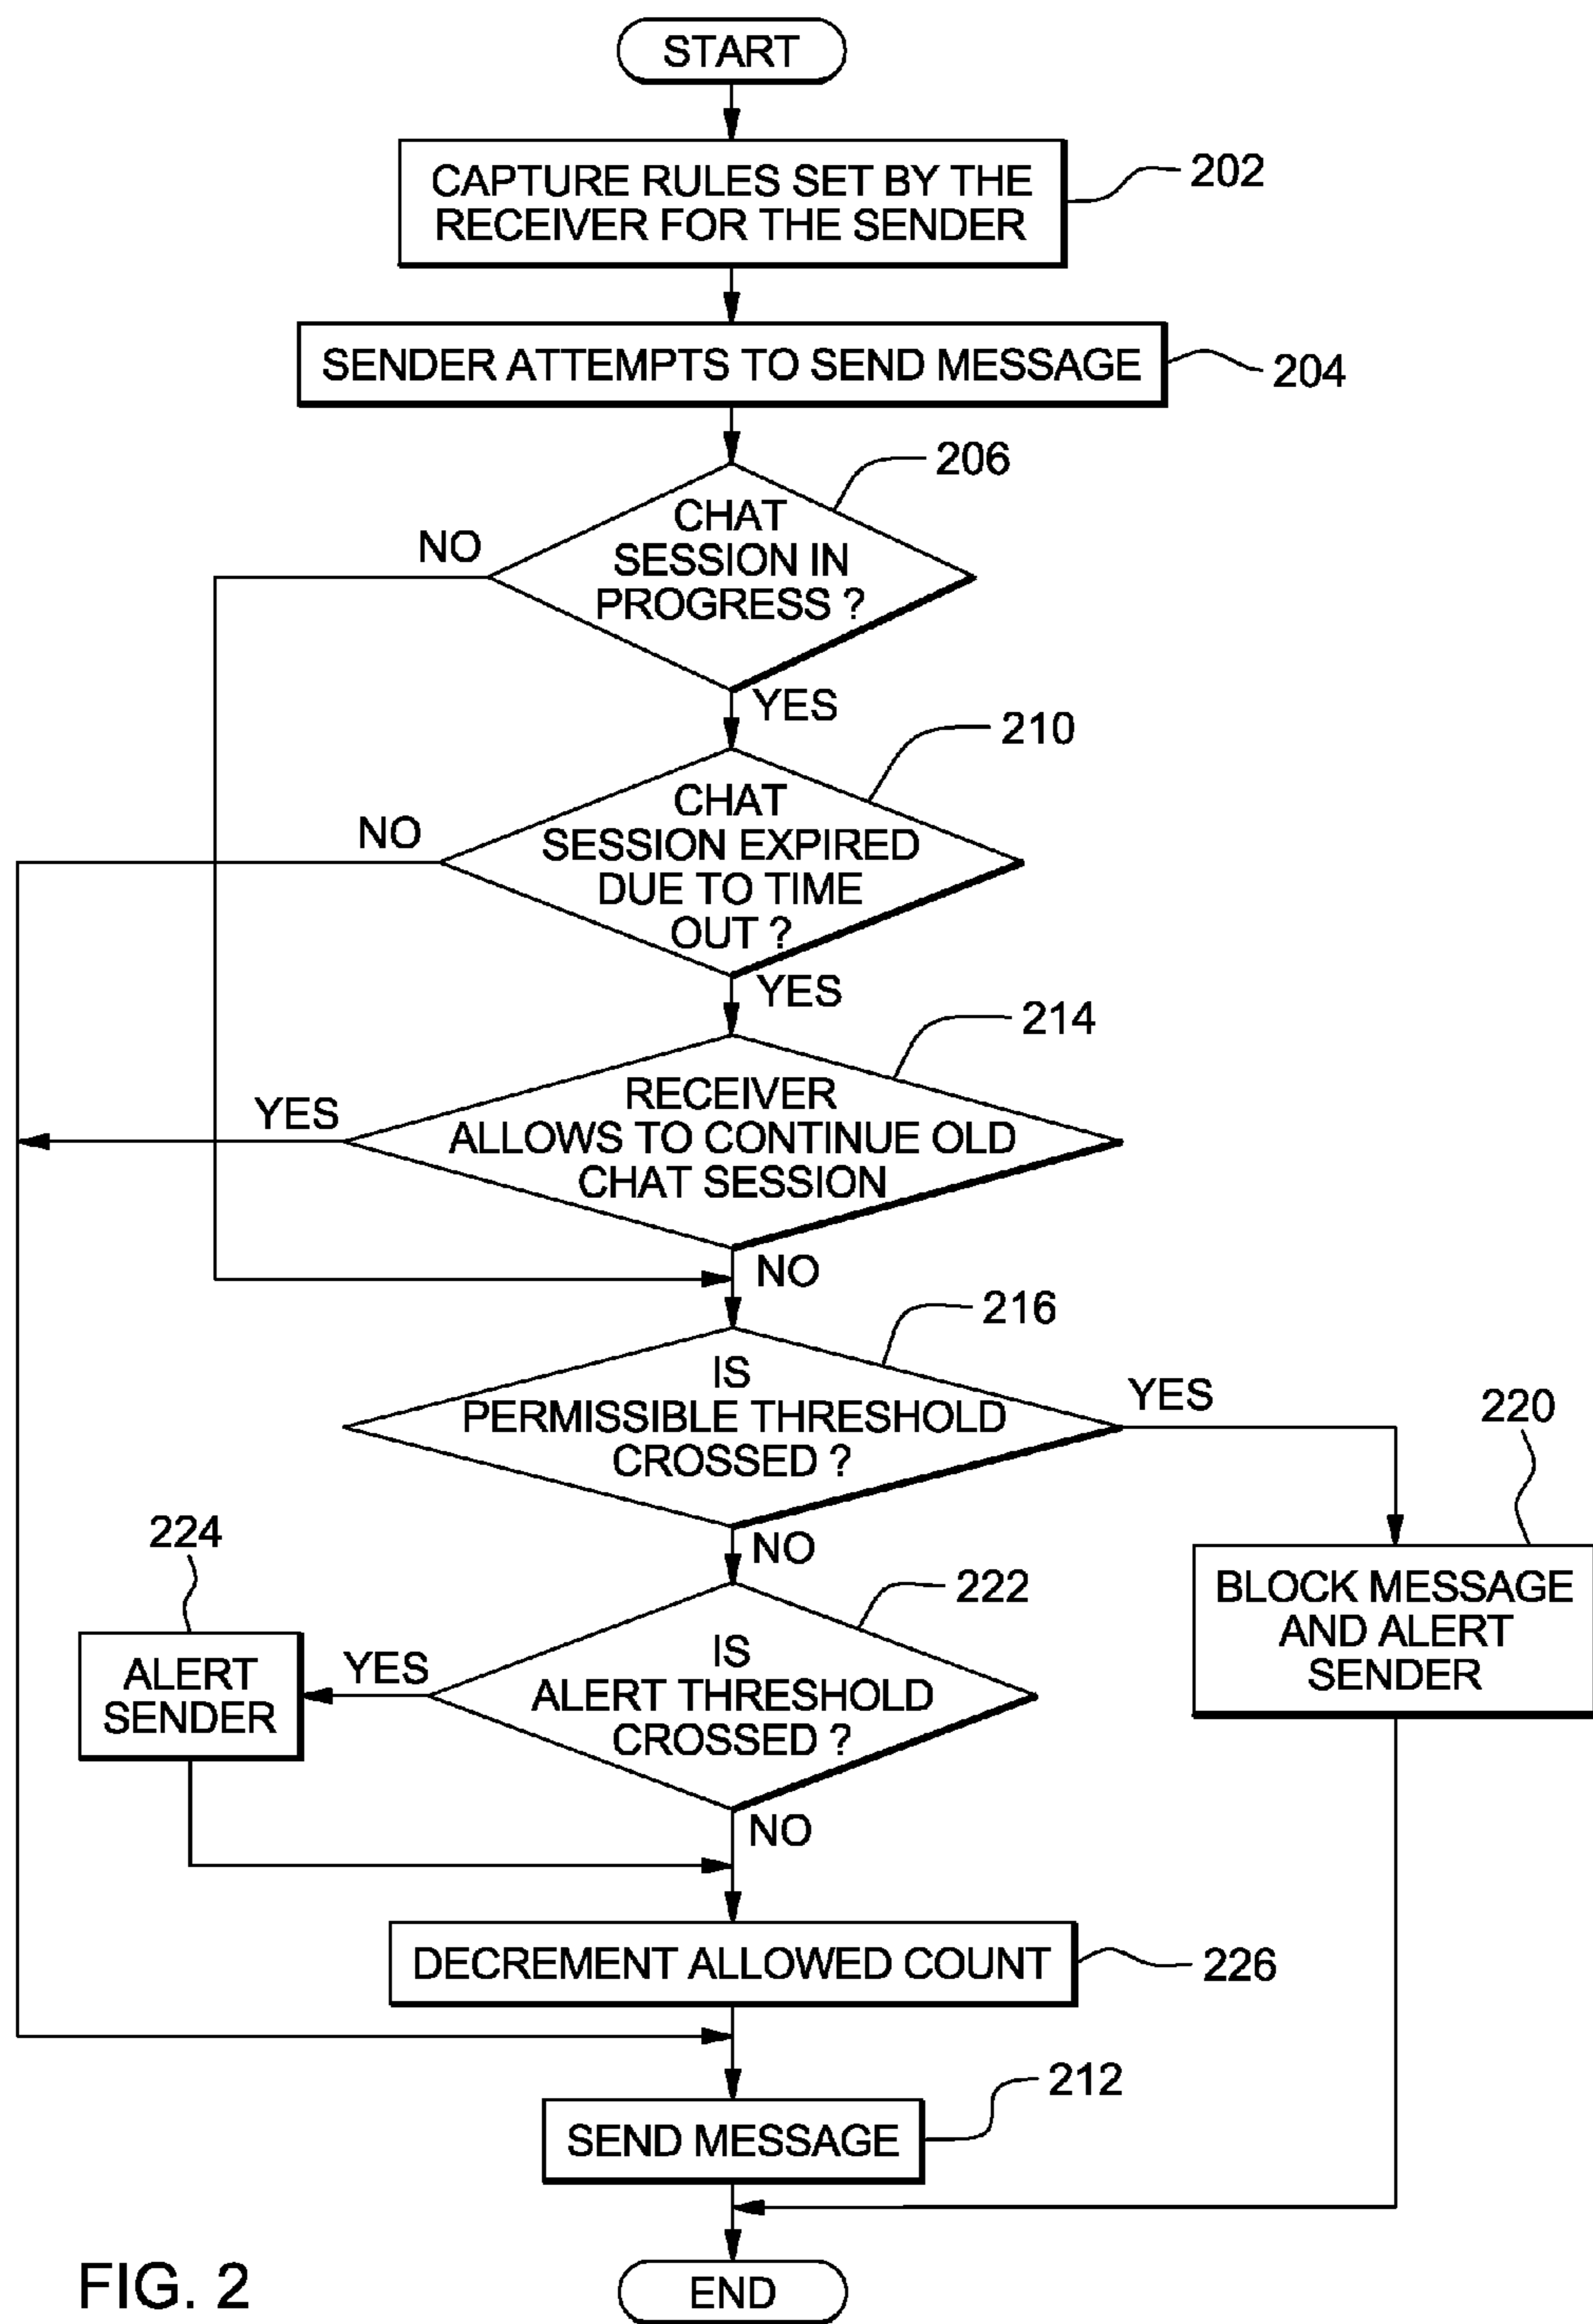 START
CAPTURE RULES SET BY THE
RECEIVER FOR THE SENDER
202
SENDER ATTEMPTS TO SEND MESSAGE
204
206
CHAT
SESSION IN
PROGRESS ?
NO
YES
210
CHAT
SESSION EXPIRED
DUE TO TIME
OUT ?
NO
YES
214
RECEIVER
ALLOWS TO CONTINUE OLD
CHAT SESSION
YES
NO
216
IS
PERMISSIBLE THRESHOLD
CROSSED ?
YES
NO
220
BLOCK MESSAGE
AND ALERT
SENDER
222
IS
ALERT THRESHOLD
CROSSED ?
YES
NO
224
ALERT
SENDER
DECREMENT ALLOWED COUNT
226
212
SEND MESSAGE
END
FIG. 2